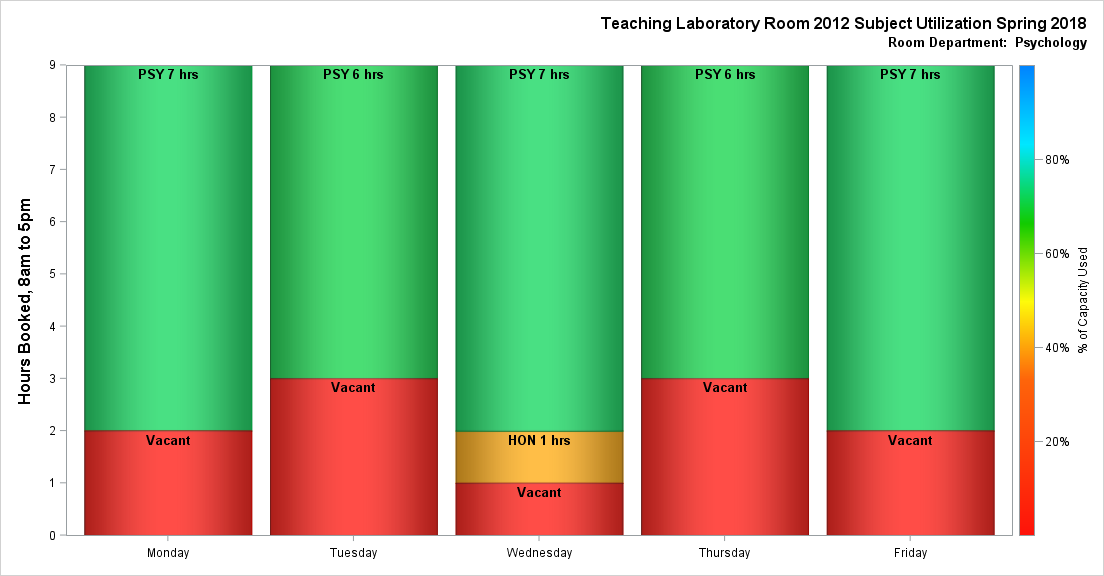 Teaching Laboratory Room 2012 Subject Utilization Spring 2018
Room Department: Psychology
Hours Booked, 8am to 5pm
9
8
7
6
5
4
3
2
1
0
PSY 7 hrs
Vacant
PSY 6 hrs
Vacant
PSY 7 hrs
HON 1 hrs
Vacant
PSY 6 hrs
Vacant
PSY 7 hrs
Vacant
Monday
Tuesday
Wednesday
Thursday
Friday
80%
60%
40%
20%
% of Capacity Used